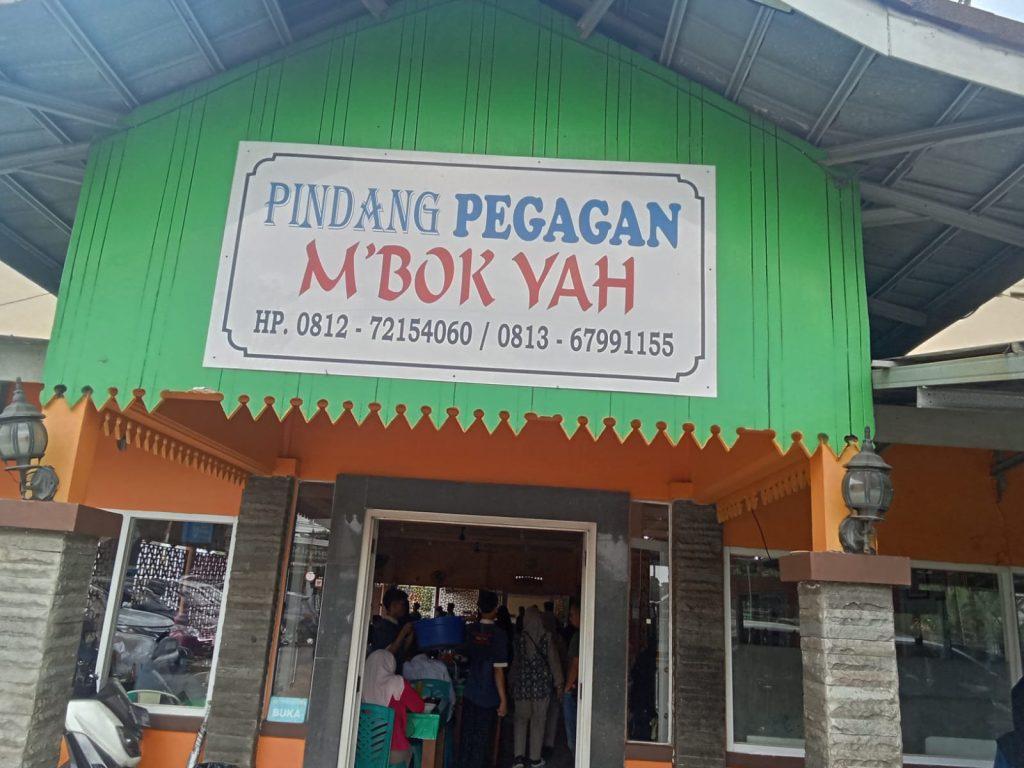 PINDANG PEGAGAN
M'BOK YAH
HP. 0812 - 72154060 / 0813 - 67991155
BUKA